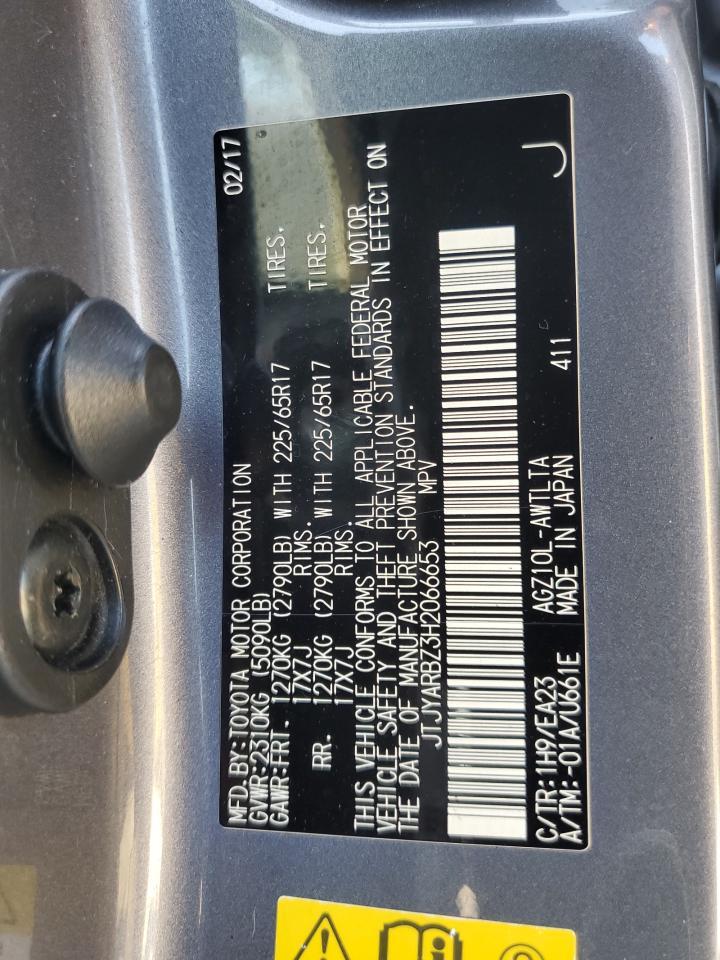 MFD. BY:TOYOTA MOTOR CORPORATION 02/17
GVWR:2310KG (5090LB)
GAWR:FRT. 1270KG (2790LB) WITH 225/65R17 TIRES,
17X7J RIMS.
RR. 1270KG (2790LB) WITH 225/65R17 TIRES,
17X7J RIMS.
THIS VEHICLE CONFORMS TO ALL APPLICABLE FEDERAL MOTOR
VEHICLE SAFETY AND THEFT PREVENTION STANDARDS IN EFFECT ON
THE DATE OF MANUFACTURE SHOWN ABOVE.
JTJYARBZ3H2066653 MPV
C/TR:1H9/EA23 AGZ10L-AWTLTA
A/TM:-01A/U661E MADE IN JAPAN 411
J